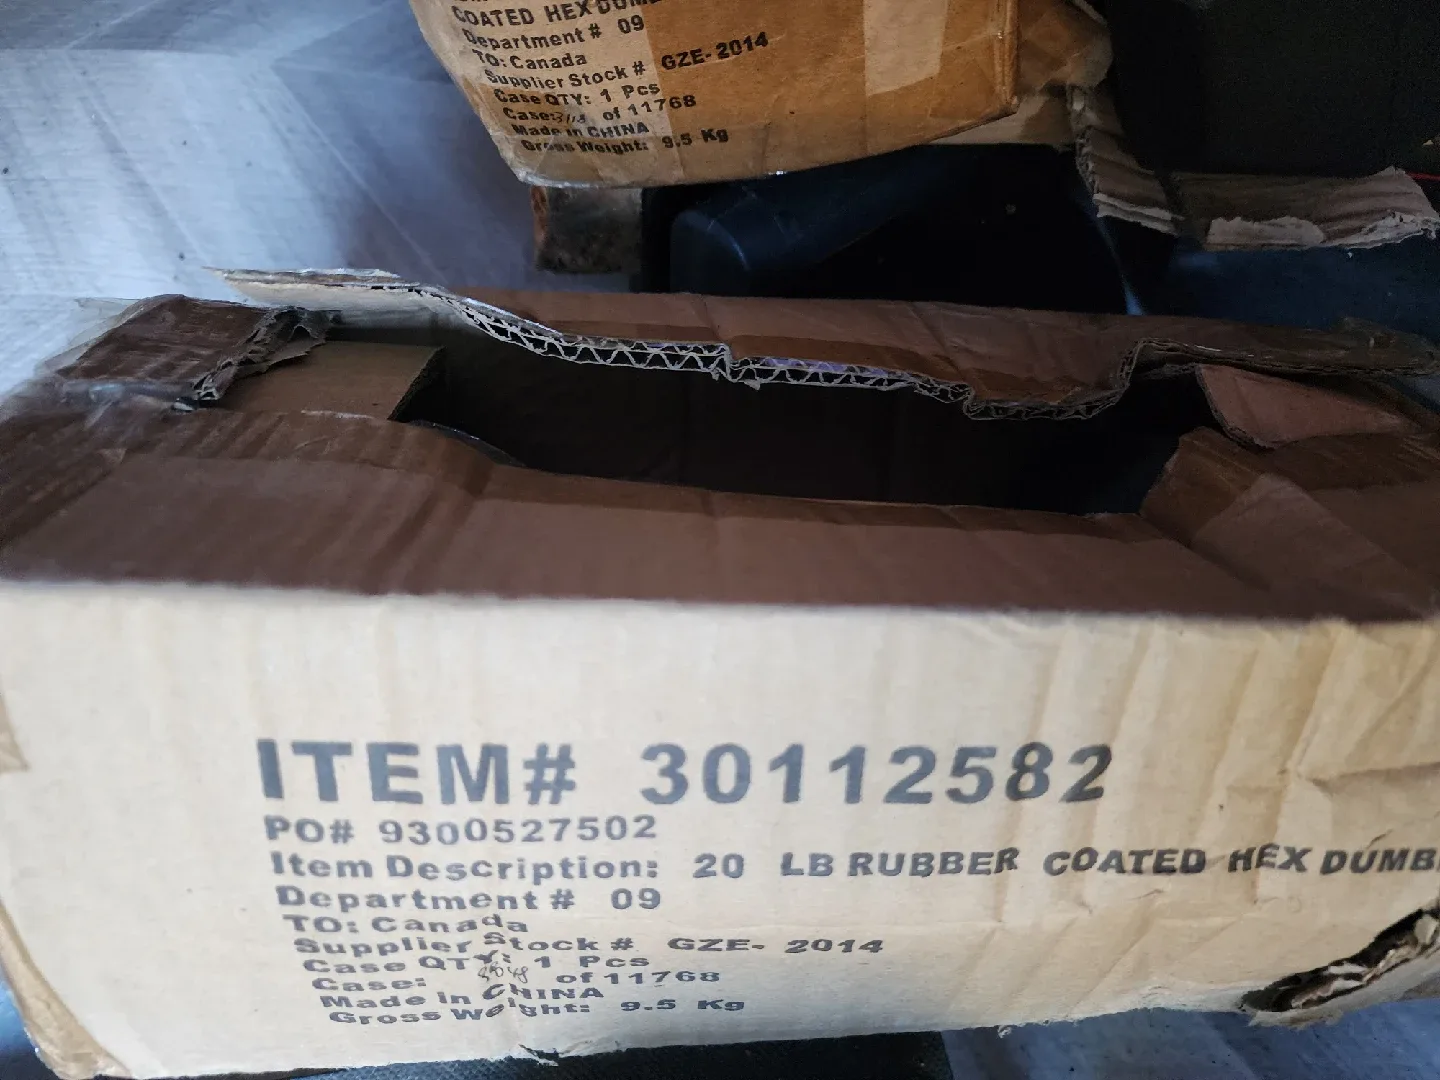 COATED HEX DUMB
Department # 09
TO: Canada
Supplier Stock # GZE- 2014
Case QTY: 1 Pcs
Case: of 11768
Made in CHINA
Gross Weight: 9.5 Kg
ITEM# 30112582
PO# 9300527502
Item Description: 20 LB RUBBER COATED HEX DUMB
Department # 09
TO: Canada
Supplier Stock # GZE- 2014
Case QTY: 1 Pcs
Case: of 11768
Made in CHINA
Gross Weight: 9.5 Kg